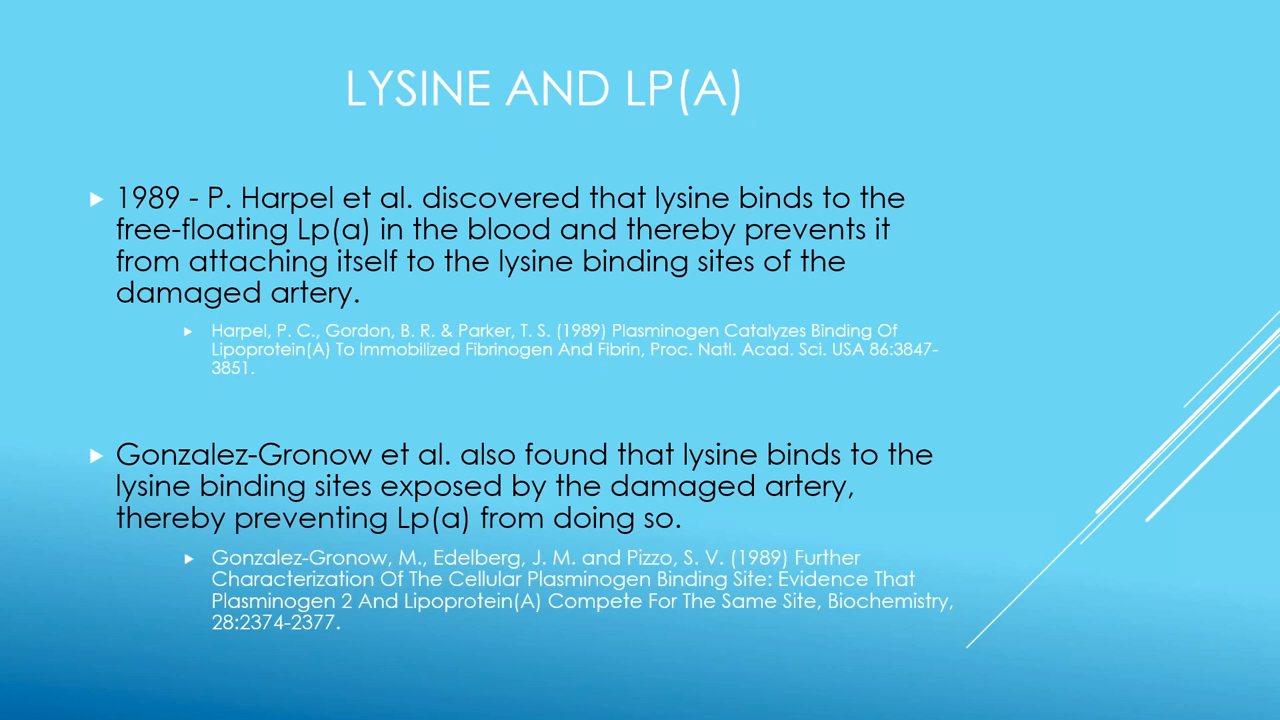 LYSINE AND LP(A)
1989 - P. Harpel et al. discovered that lysine binds to the
free-floating Lp(a) in the blood and thereby prevents it
from attaching itself to the lysine binding sites of the
damaged artery.
Harpel, P. C., Gordon, B. R. & Parker, T. S. (1989) Plasminogen Catalyzes Binding Of
Lipoprotein(A) To Immobilized Fibrinogen And Fibrin, Proc. Natl. Acad. Sci. USA 86:3847-
3851.
Gonzalez-Gronow et al. also found that lysine binds to the
lysine binding sites exposed by the damaged artery,
thereby preventing Lp(a) from doing so.
Gonzalez-Gronow, M., Edelberg, J. M. and Pizzo, S. V. (1989) Further
Characterization Of The Cellular Plasminogen Binding Site: Evidence That
Plasminogen 2 And Lipoprotein(A) Compete For The Same Site, Biochemistry,
28:2374-2377.